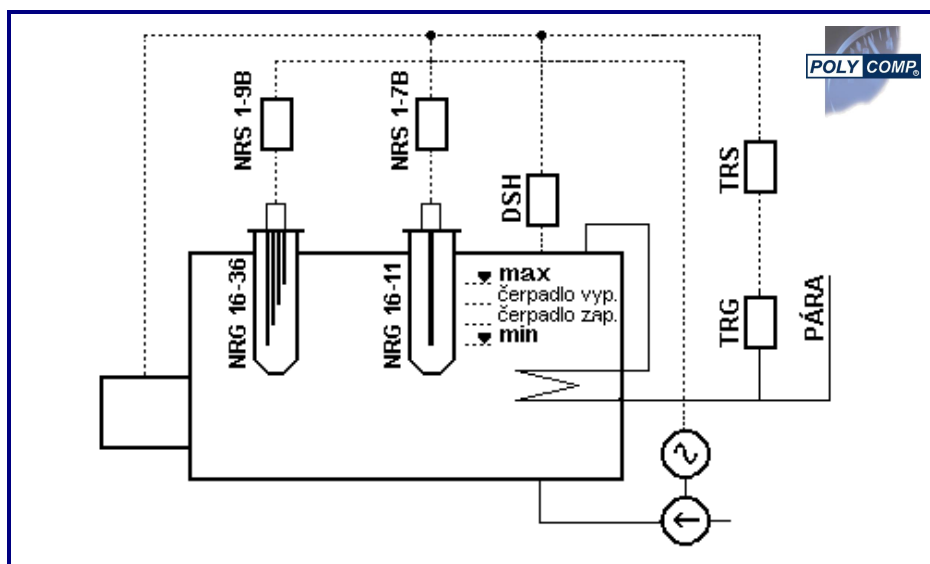 POLY COMP®
NRS 1-9B
NRS 1-7B
DSH
TRS
NRG 16-36
NRG 16-11
max
čerpadlo vyp.
čerpadlo zap.
min
TRG
PÁRA